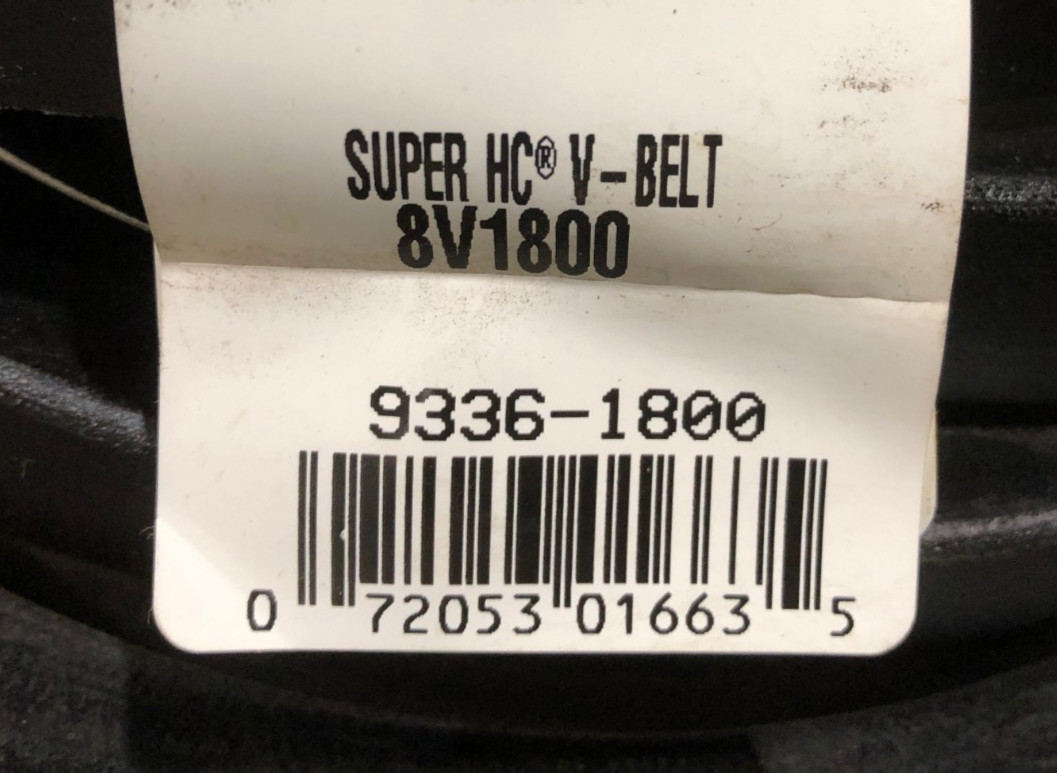 SUPER HC® V-BELT
8V1800
9336-1800
0 72053 01663 5